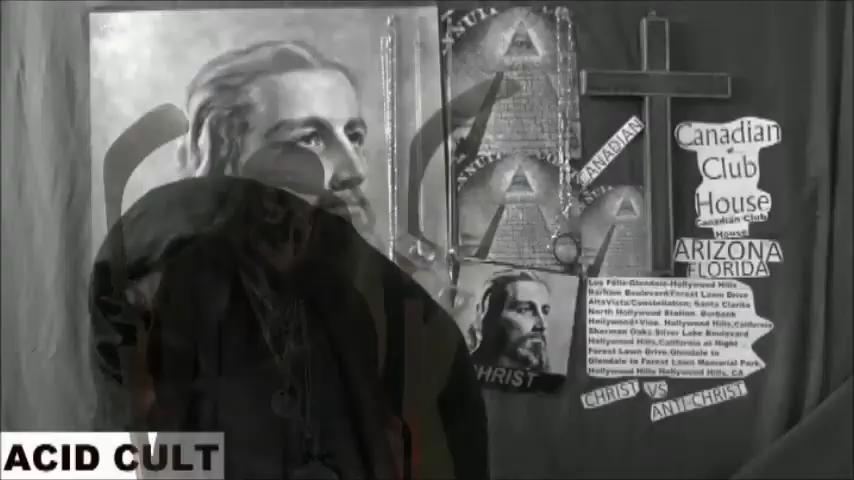 CANADIAN
Canadian
Club
House
Canadian Club
House
ARIZONA
FLORIDA
Los Feliz-Glendale-Hollywood Hills
Barham Boulevard/Forest Lawn Drive
AltaVista/Constellation, Santa Clarita
North Hollywood Station. Burbank
Hollywood+Vine. Hollywood Hills,California
Sherman Oaks.Silver Lake Boulevard
Hollywood Hills,California at Night
Forest Lawn Drive.Glendale to
Glendale to Forest Lawn Memorial Park,
Hollywood Hills Hollywood Hills, CA
CHRIST
CHRIST VS
ANTI-CHRIST
ACID CULT